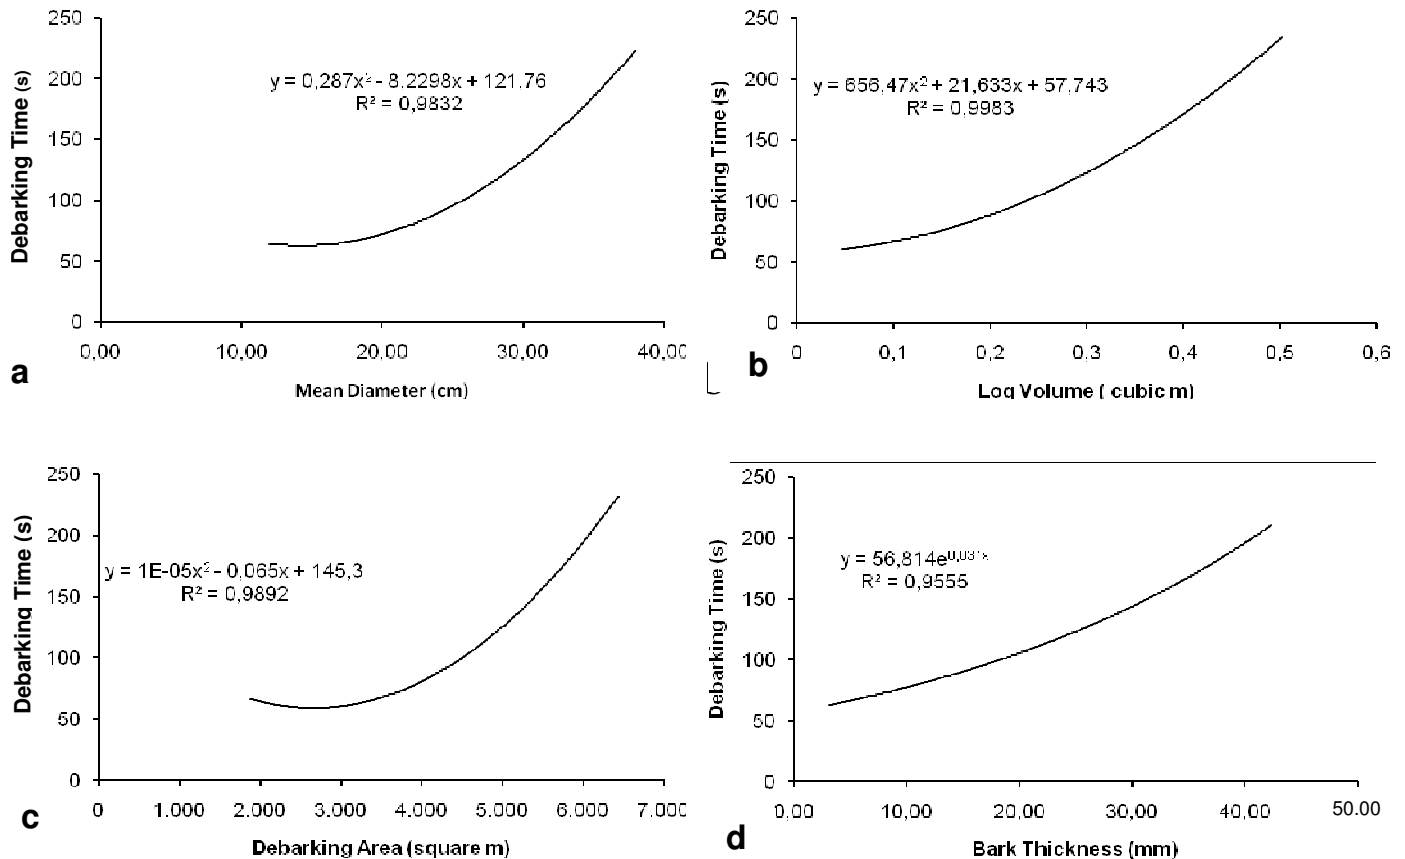 250
200
150
100
50
0
Debarking Time (s)
y = 0,287x² - 8.2298x + 121.76
R² = 0,9832
0,00 10,00 20.00 30,00 40,00
Mean Diameter (cm)
a
250
200
150
100
50
0
Debarking Time (s)
y = 656,47x² + 21,633x + 57,743
R² = 0,9983
0 0,1 0,2 0,3 0,4 0,5 0,6
Log Volume ( cubic m)
b
250
200
150
100
50
0
Debarking Time (s)
y = 1E-05x² - 0,065x + 145,3
R² = 0,9892
0 1.000 2.000 3.000 4.000 5.000 6.000 7.000
Debarking Area (square m)
c
250
200
150
100
50
0
Debarking Time (s)
y = 56,814e
R² = 0,9555
0,00 10,00 20,00 30,00 40,00 50.00
Bark Thickness (mm)
d